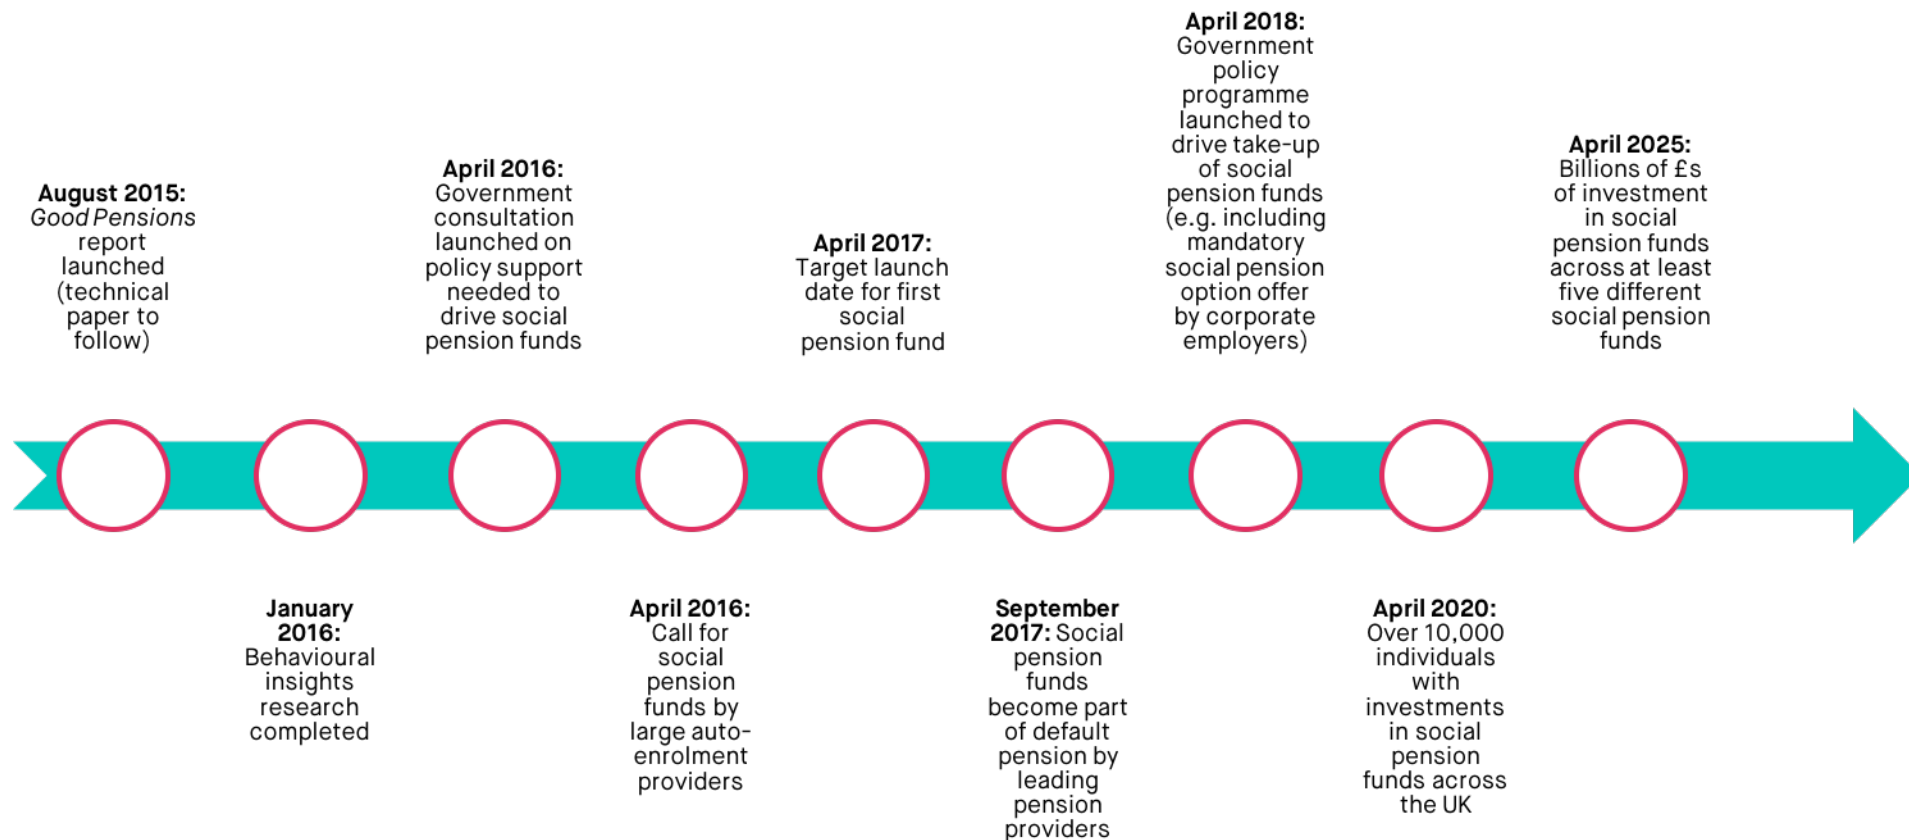 August 2015:
Good Pensions
report
launched
(technical
paper to
follow)
January
2016:
Behavioural
insights
research
completed
April 2016:
Government
consultation
launched on
policy support
needed to
drive social
pension funds
April 2016:
Call for
social
pension
funds by
large auto-
enrolment
providers
April 2017:
Target launch
date for first
social
pension fund
September
2017: Social
pension
funds
become part
of default
pension by
leading
pension
providers
April 2018:
Government
policy
programme
launched to
drive take-up
of social
pension funds
(e.g. including
mandatory
social pension
option offer
by corporate
employers)
April 2020:
Over 10,000
individuals
with
investments
in social
pension
funds across
the UK
April 2025:
Billions of £s
of investment
in social
pension funds
across at least
five different
social pension
funds